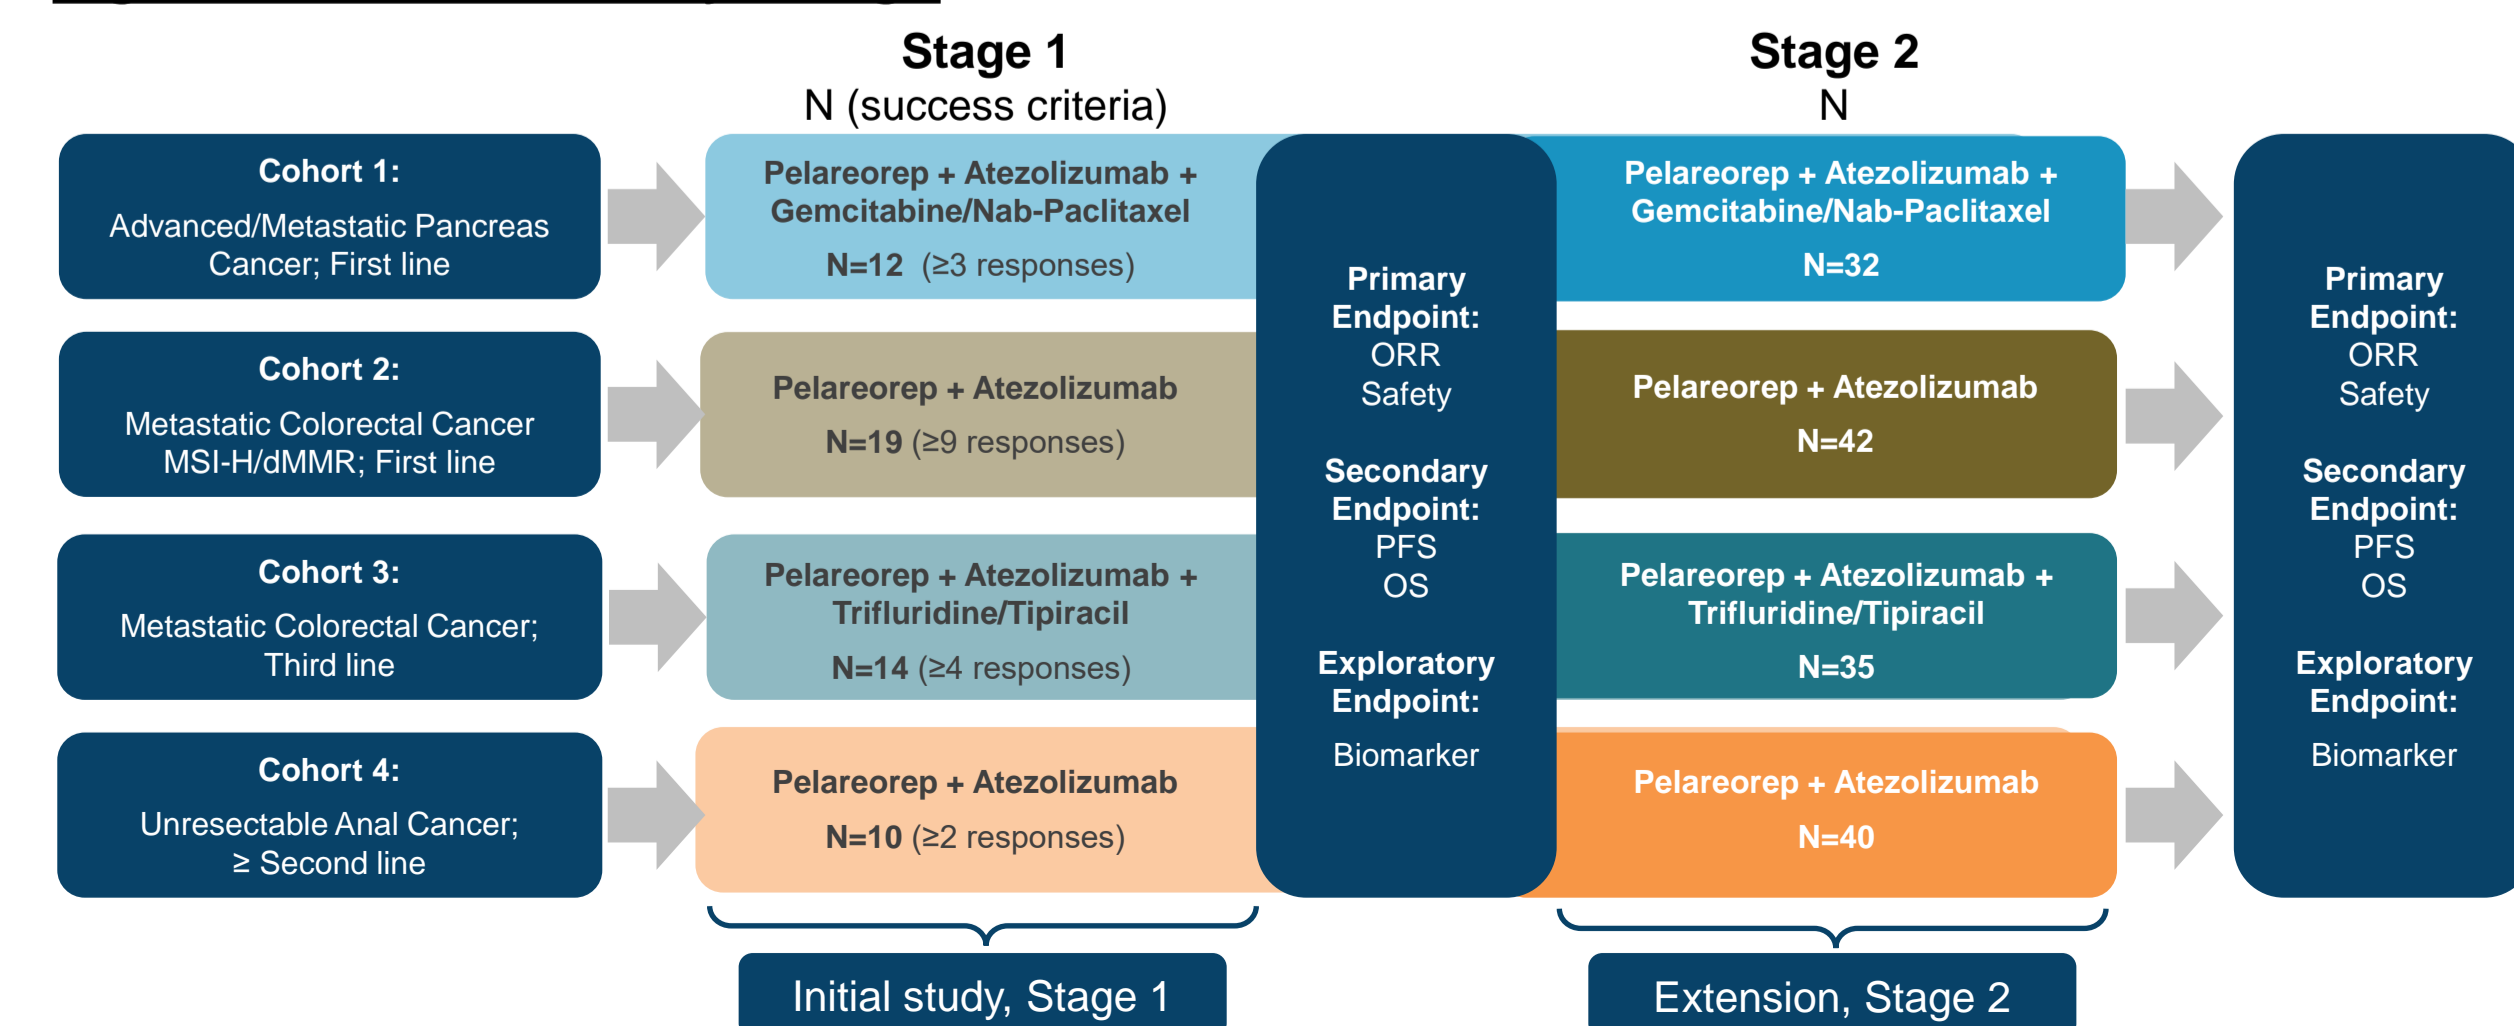 Stage 1
N (success criteria)
Stage 2
N
Cohort 1:
Advanced/Metastatic Pancreas
Cancer; First line
Pelareorep + Atezolizumab +
Gemcitabine/Nab-Paclitaxel
N=12 (≥3 responses)
Pelareorep + Atezolizumab +
Gemcitabine/Nab-Paclitaxel
N=32
Cohort 2:
Metastatic Colorectal Cancer
MSI-H/dMMR; First line
Pelareorep + Atezolizumab
N=19 (≥9 responses)
Pelareorep + Atezolizumab
N=42
Cohort 3:
Metastatic Colorectal Cancer;
Third line
Pelareorep + Atezolizumab +
Trifluridine/Tipiracil
N=14 (≥4 responses)
Pelareorep + Atezolizumab +
Trifluridine/Tipiracil
N=35
Cohort 4:
Unresectable Anal Cancer;
≥ Second line
Pelareorep + Atezolizumab
N=10 (≥2 responses)
Pelareorep + Atezolizumab
N=40
Primary
Endpoint:
ORR
Safety
Secondary
Endpoint:
PFS
OS
Exploratory
Endpoint:
Biomarker
Primary
Endpoint:
ORR
Safety
Secondary
Endpoint:
PFS
OS
Exploratory
Endpoint:
Biomarker
Initial study, Stage 1
Extension, Stage 2